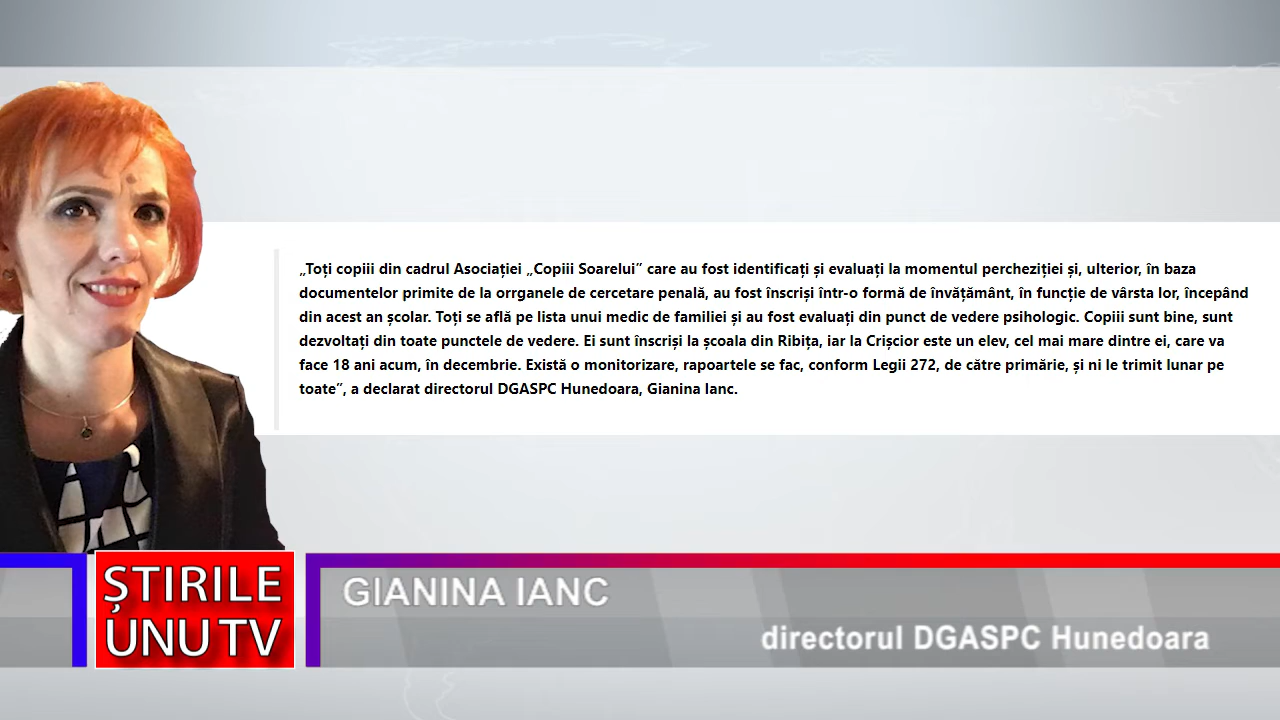 „Toți copiii din cadrul Asociației „Copiii Soarelui” care au fost identificați și evaluați la momentul percheziției și, ulterior, în baza
documentelor primite de la orrganele de cercetare penală, au fost înscriși într-o formă de învățământ, în funcție de vârsta lor, începând
din acest an școlar. Toți se află pe lista unui medic de familiei și au fost evaluați din punct de vedere psihologic. Copiii sunt bine, sunt
dezvoltați din toate punctele de vedere. Ei sunt înscriși la școala din Ribița, iar la Crișcior este un elev, cel mai mare dintre ei, care va
face 18 ani acum, în decembrie. Există o monitorizare, rapoartele se fac, conform Legii 272, de către primărie, și ni le trimit lunar pe
toate”, a declarat directorul DGASPC Hunedoara, Gianina Ianc.
ȘTIRILE
UNU TV
GIANINA IANC
directorul DGASPC Hunedoara